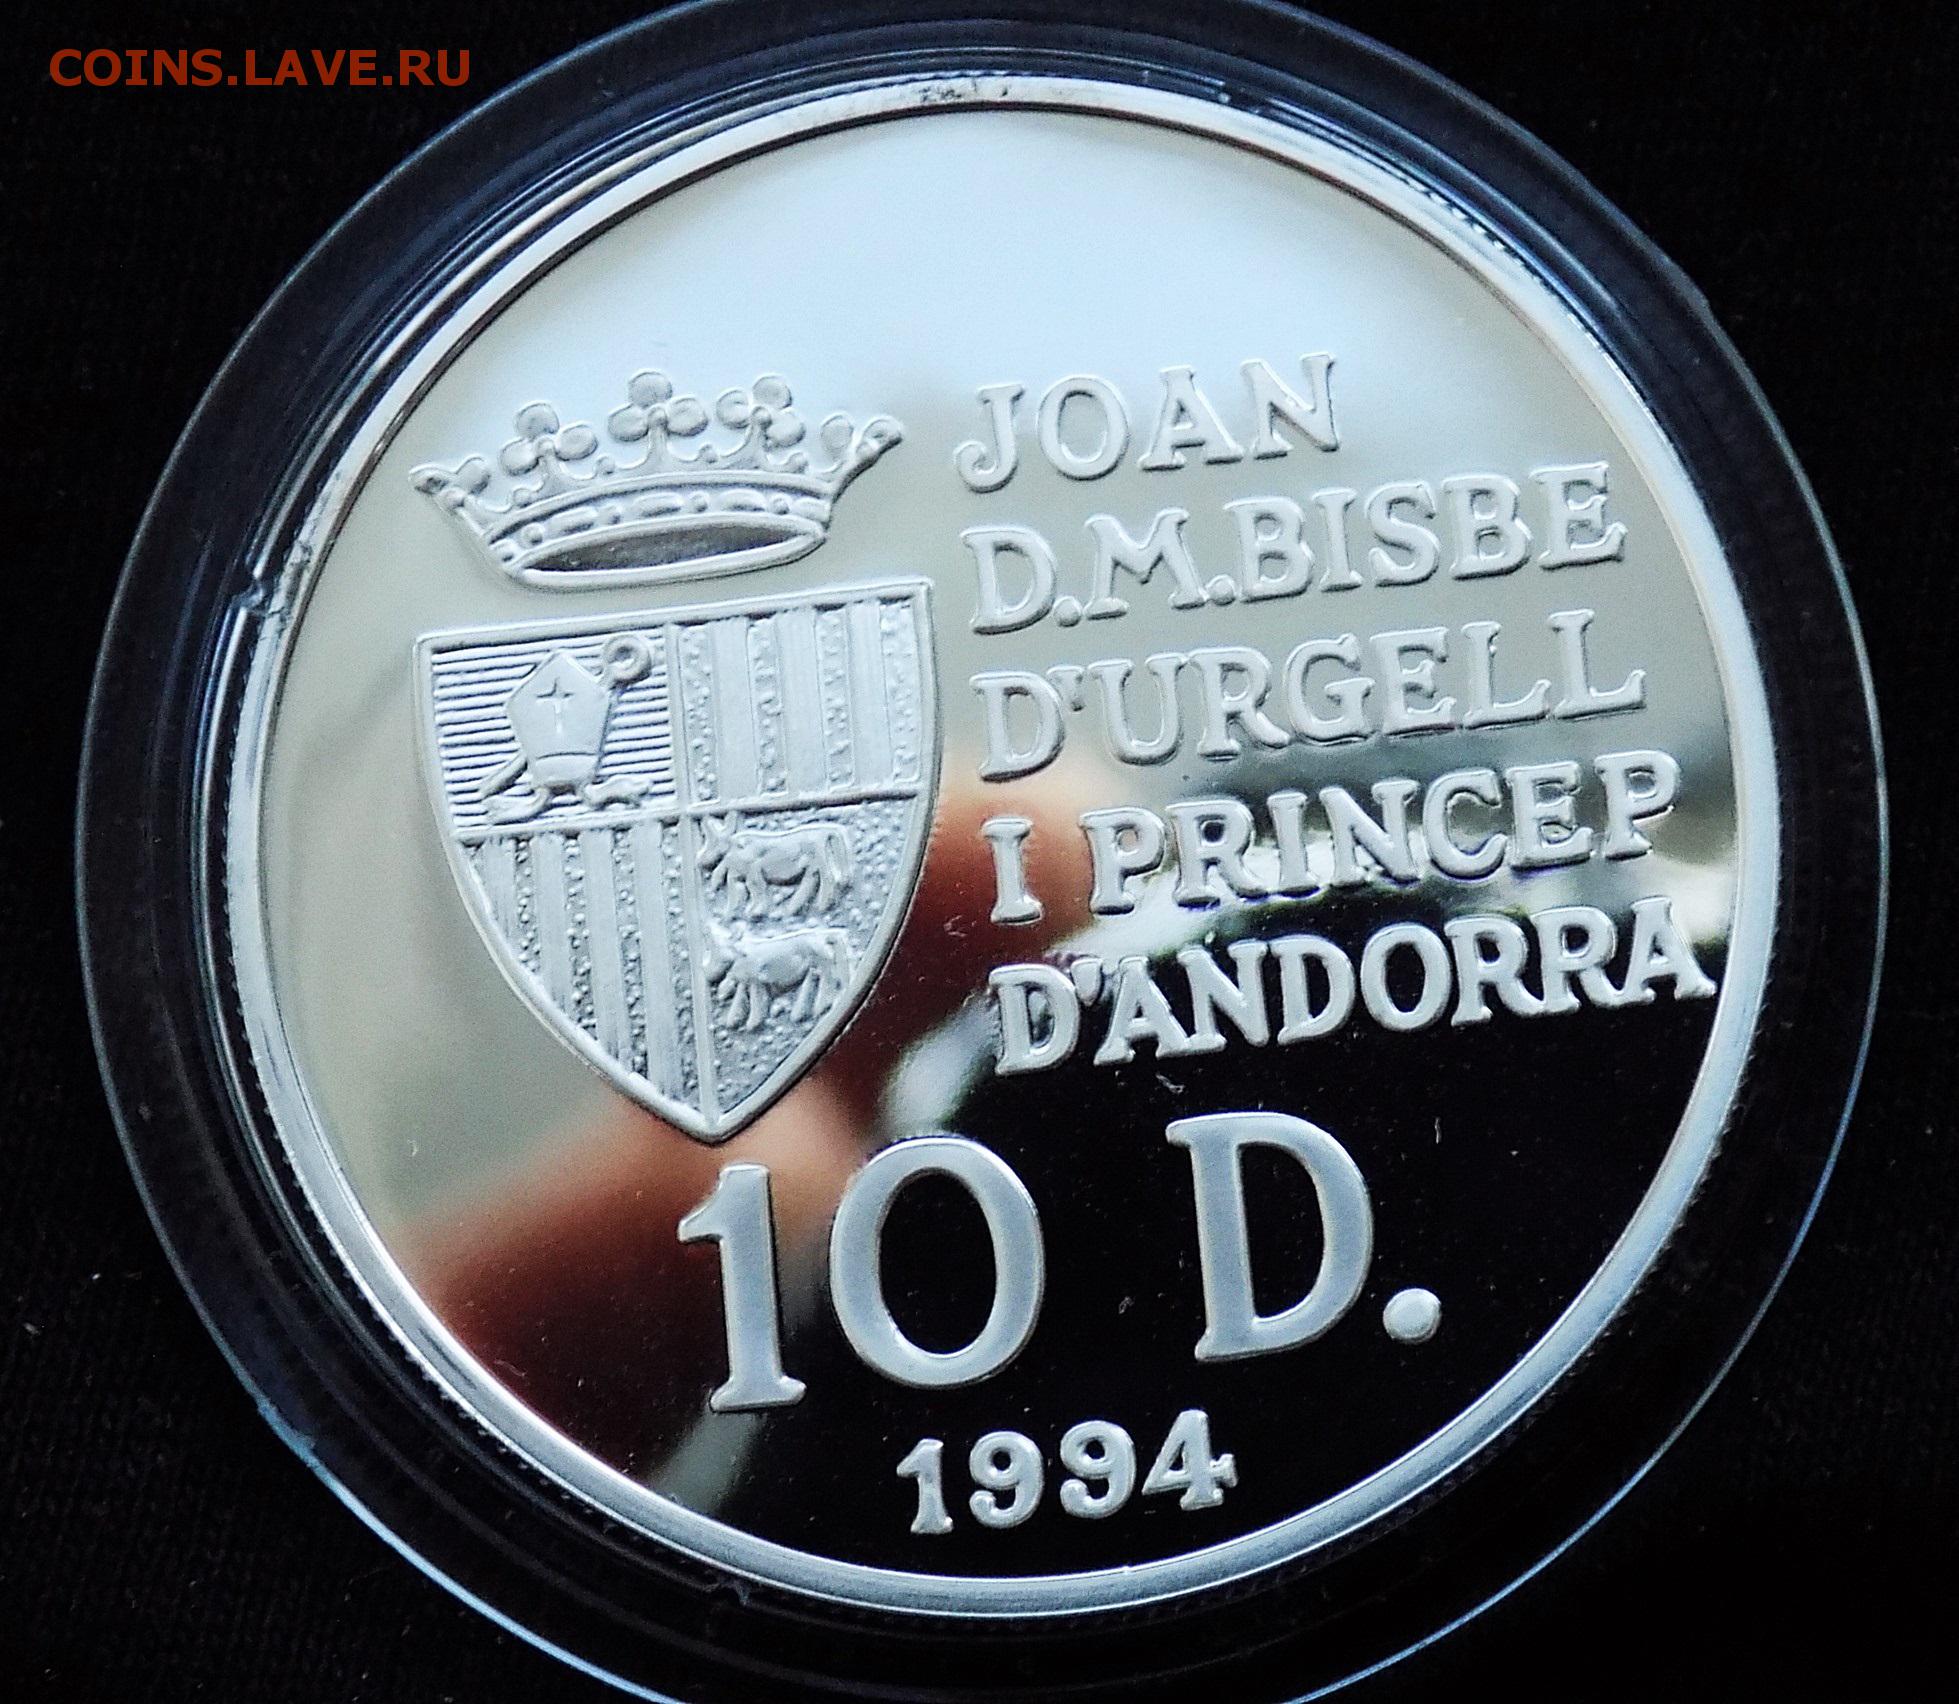 COINS.LAVE.RU
JOAN
D.M.BISBE
D'URGELL
I PRINCEP
D'ANDORRA
10 D.
1994